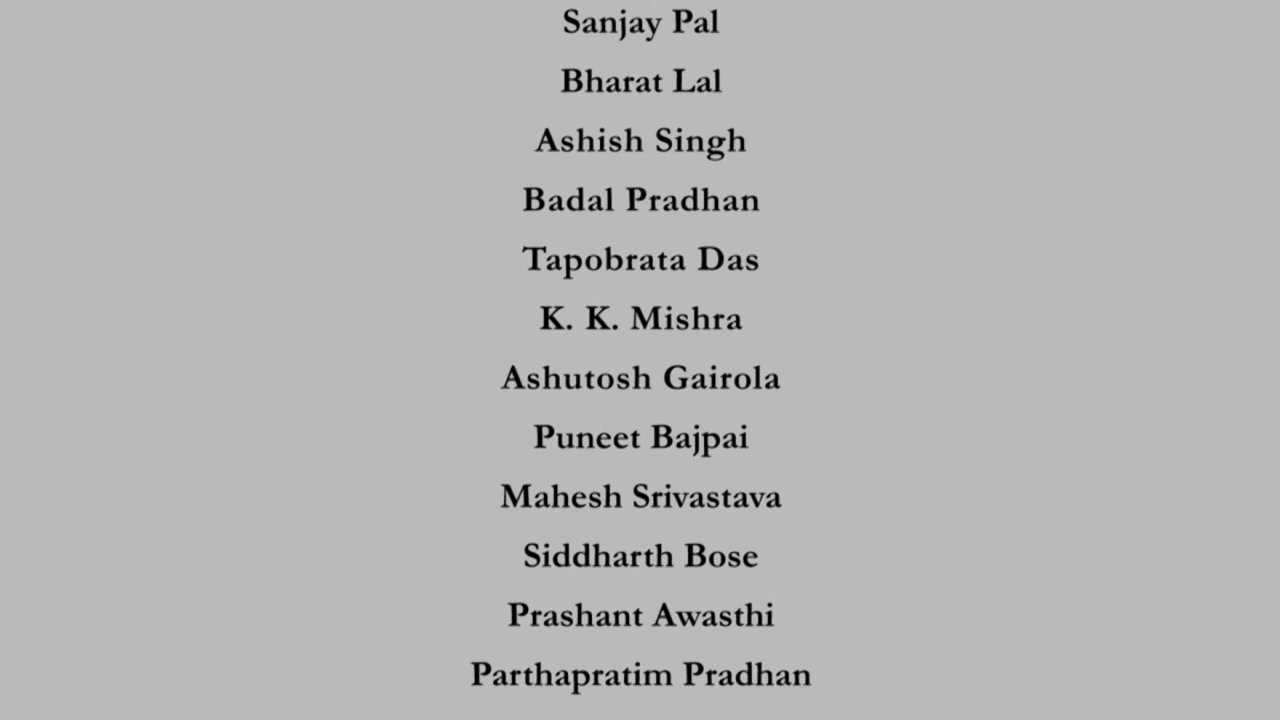 Sanjay Pal
Bharat Lal
Ashish Singh
Badal Pradhan
Tapobrata Das
K. K. Mishra
Ashutosh Gairola
Puneet Bajpai
Mahesh Srivastava
Siddharth Bose
Prashant Awasthi
Parthapratim Pradhan